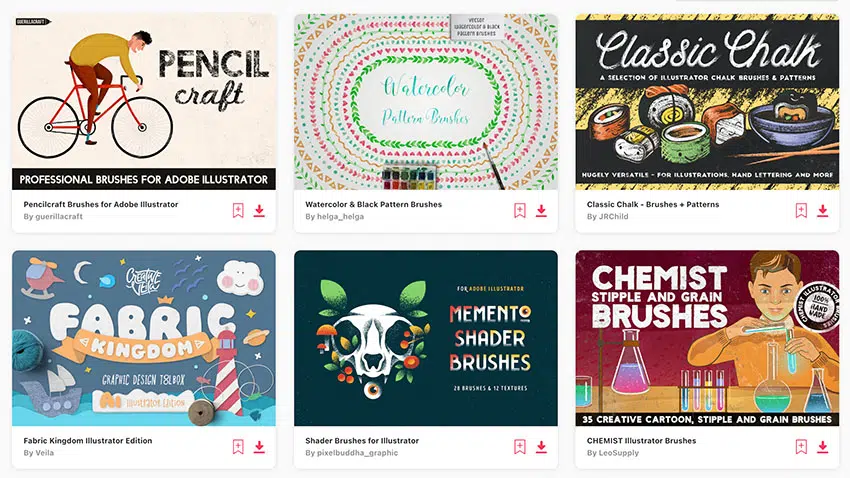 GUERILLACRAFT
PENCIL
craft
PROFESSIONAL BRUSHES FOR ADOBE ILLUSTRATOR
Pencilcraft Brushes for Adobe Illustrator
By guerillacraft
VECTOR
WATERCOLOR & BLACK
PATTERN BRUSHES
Watercolor
Pattern Brushes
Watercolor & Black Pattern Brushes
By helga_helga
Classic Chalk
A SELECTION OF ILLUSTRATOR CHALK BRUSHES & PATTERNS
HUGELY VERSATILE - FOR ILLUSTRATIONS, HAND LETTERING AND MORE
Classic Chalk - Brushes + Patterns
By JRChild
Creative
Veila
FABRIC
KINGDOM
GRAPHIC DESIGN TOOLBOX
Ai Illustrator Edition
Fabric Kingdom Illustrator Edition
By Veila
FOR ADOBE ILLUSTRATOR
MEMENTO
SHADER
BRUSHES
28 BRUSHES & 12 TEXTURES
Shader Brushes for Illustrator
By pixelbuddha_graphic
CHEMIST
STIPPLE AND GRAIN
BRUSHES
100%
HAND
MADE
35 CREATIVE CARTOON, STIPPLE AND GRAIN BRUSHES
CHEMIST Illustrator Brushes
By LeoSupply